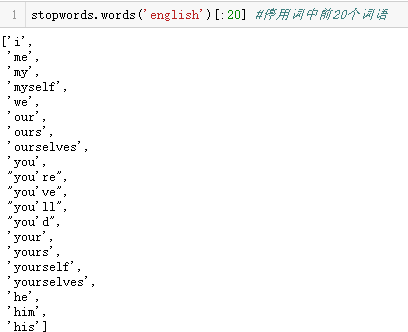 1 stopwords.words('english')[:20] #停用词中前20个词语
['i',
'me',
'my',
'myself',
'we',
'our',
'ours',
'ourselves',
'you',
"you're",
"you've",
"you'll",
"you'd",
'your',
'yours',
'yourself',
'yourselves',
'he',
'him',
'his']